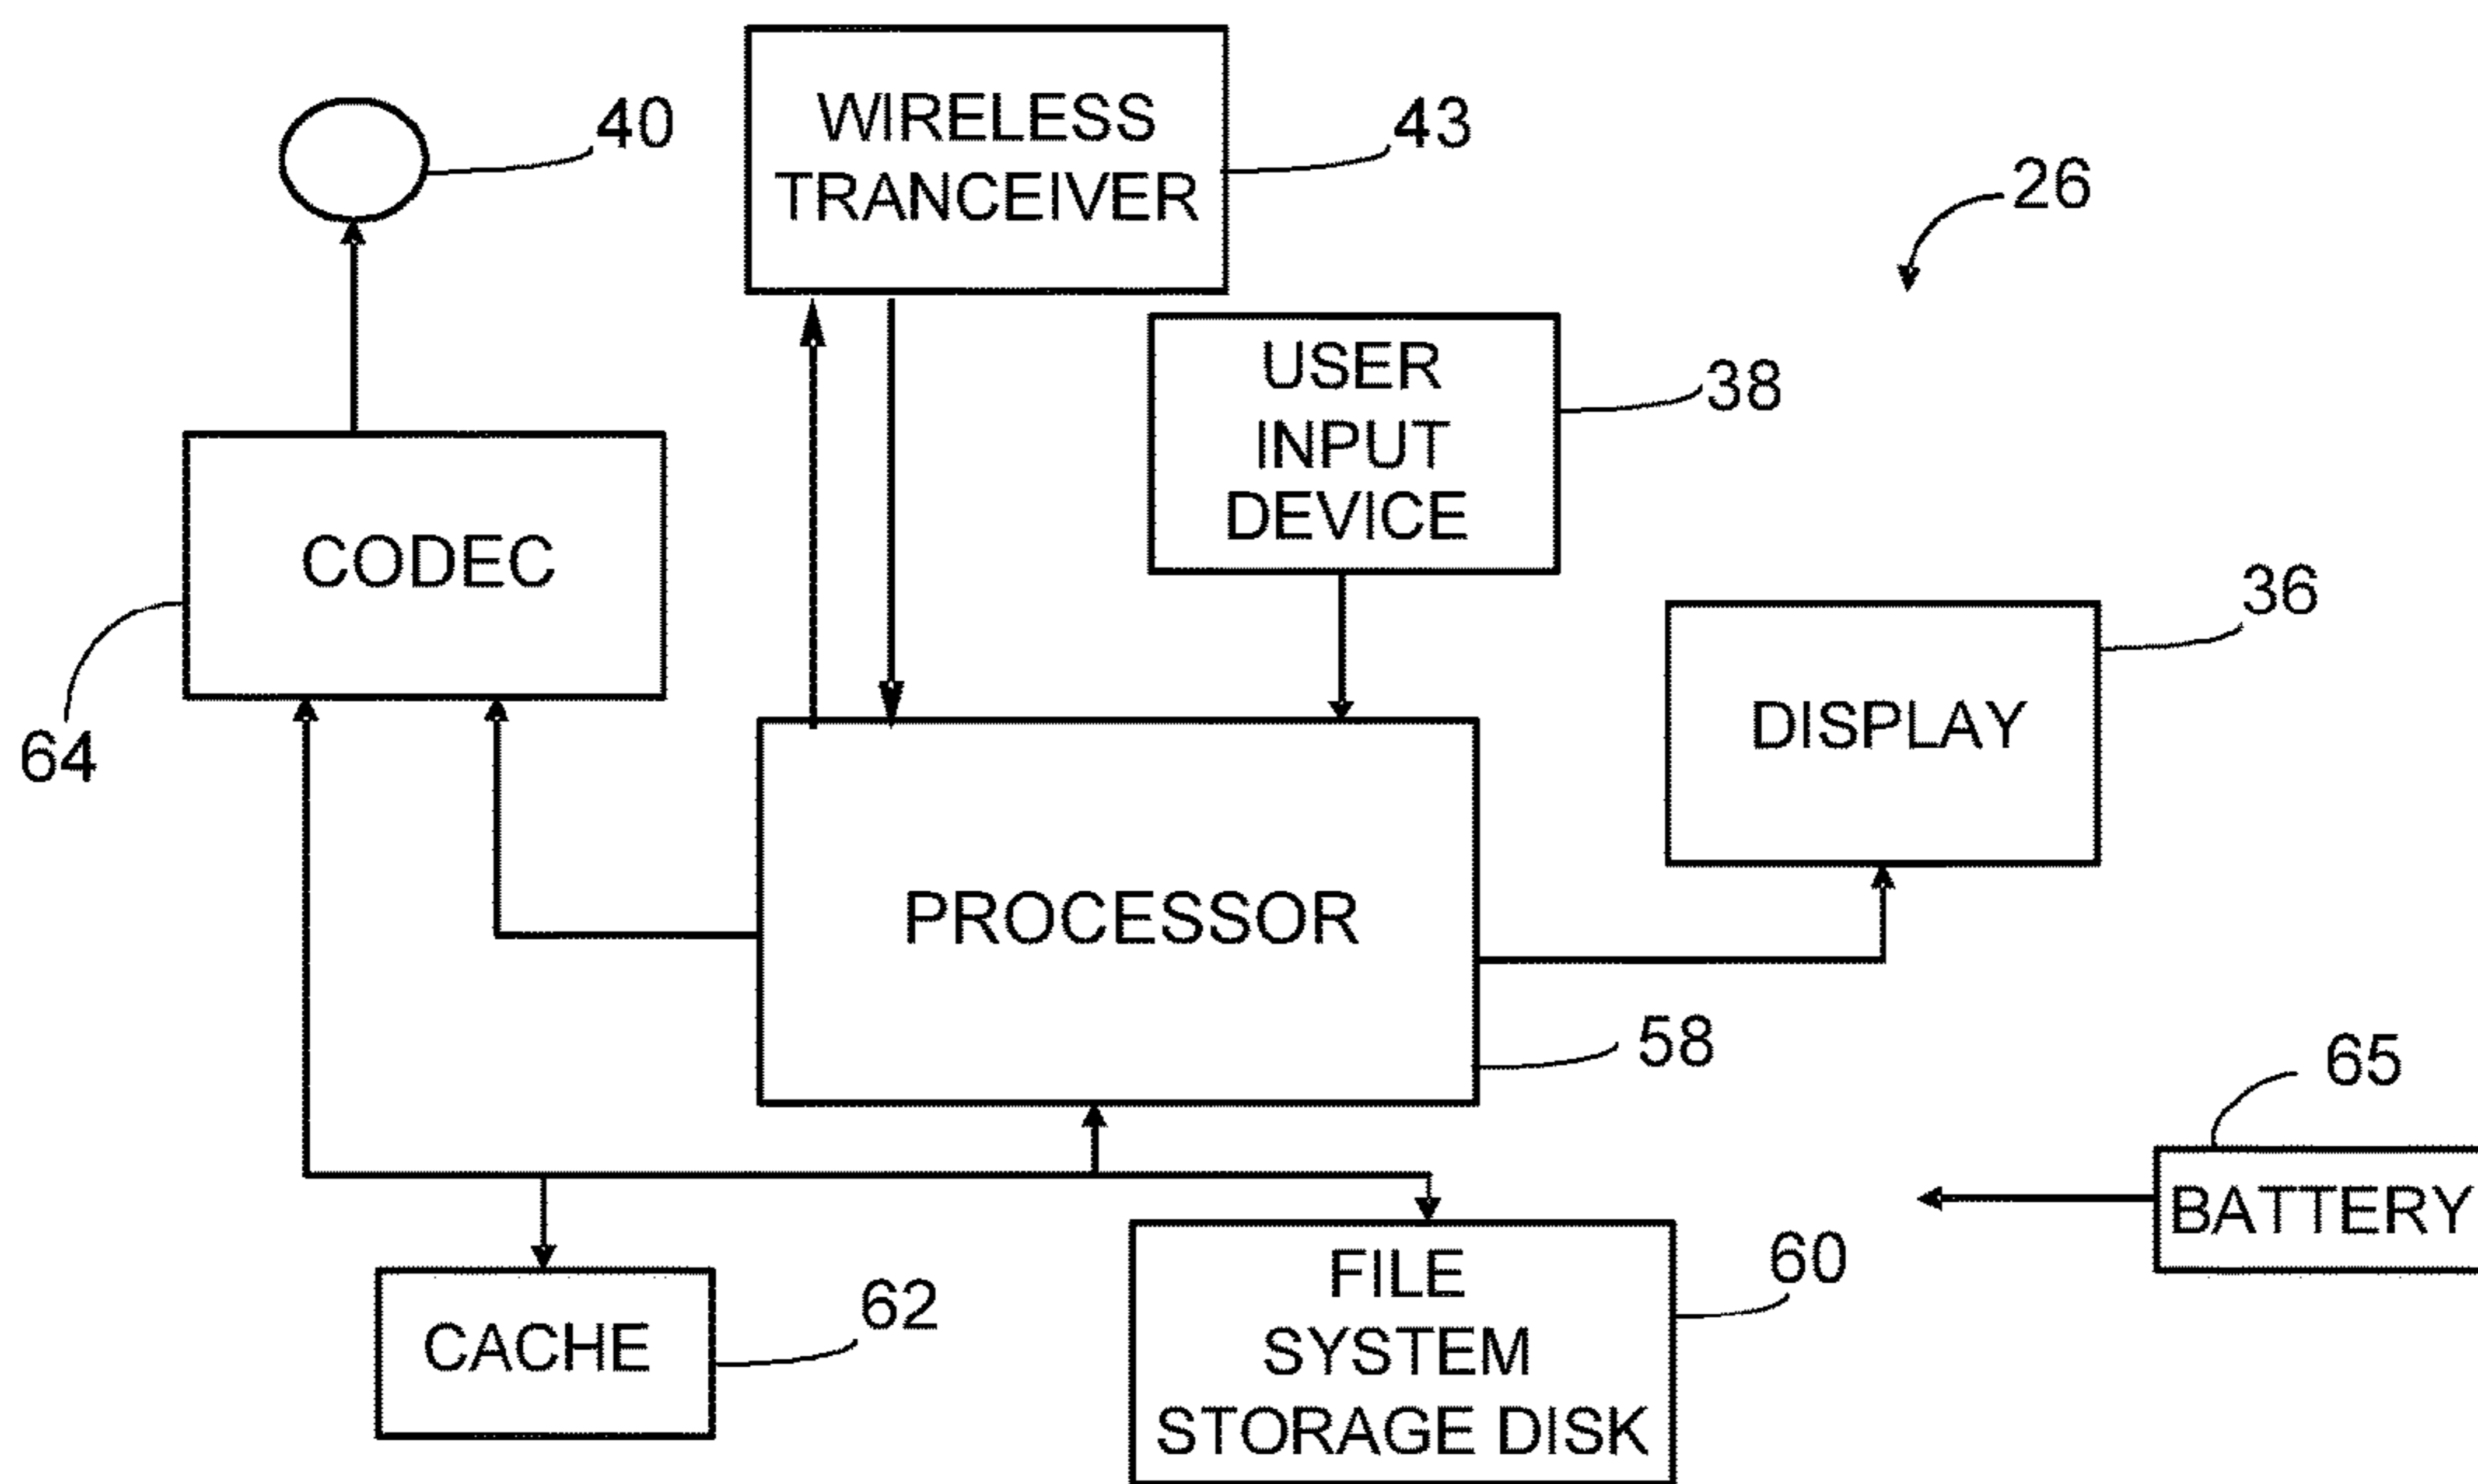 40
WIRELESS
TRANCEIVER
43
26
USER
INPUT
DEVICE
38
CODEC
64
DISPLAY
36
PROCESSOR
58
65
BATTERY
CACHE
62
FILE
SYSTEM
STORAGE DISK
60